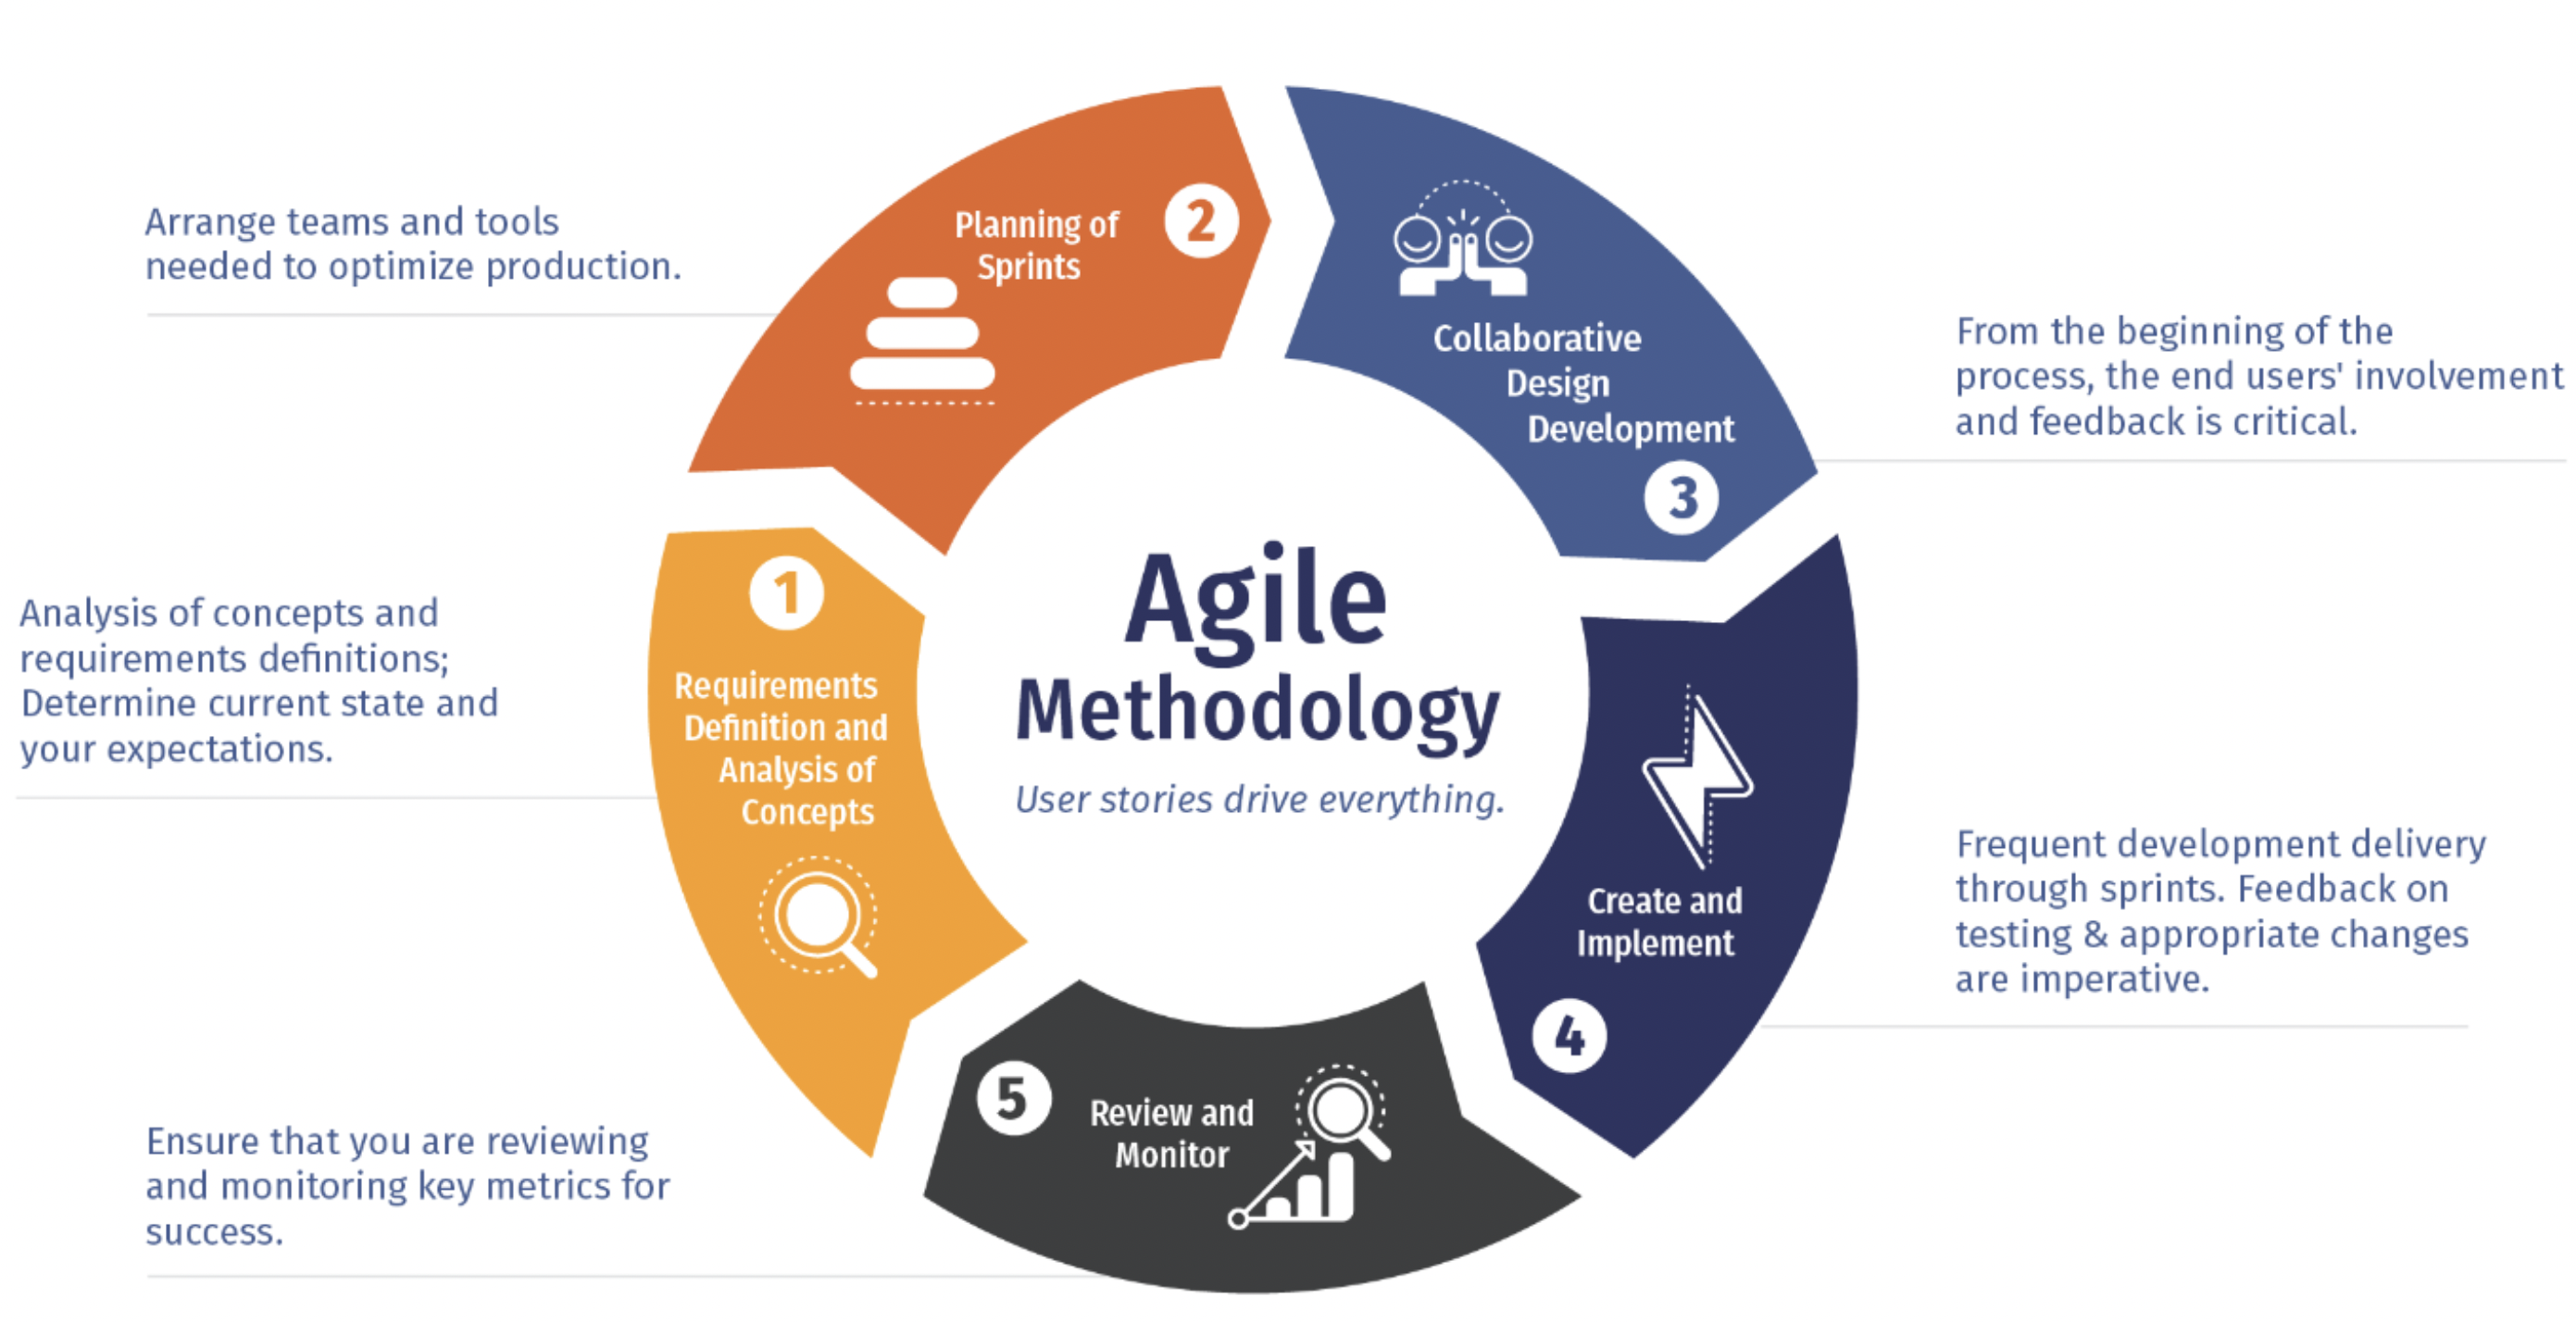 Agile
Methodology
User stories drive everything.
1
Requirements
Definition and
Analysis of
Concepts
Analysis of concepts and
requirements definitions;
Determine current state and
your expectations.
2
Planning of
Sprints
Arrange teams and tools
needed to optimize production.
Collaborative
Design
Development
3
From the beginning of the
process, the end users' involvement
and feedback is critical.
Create and
Implement
4
Frequent development delivery
through sprints. Feedback on
testing & appropriate changes
are imperative.
5
Review and
Monitor
Ensure that you are reviewing
and monitoring key metrics for
success.